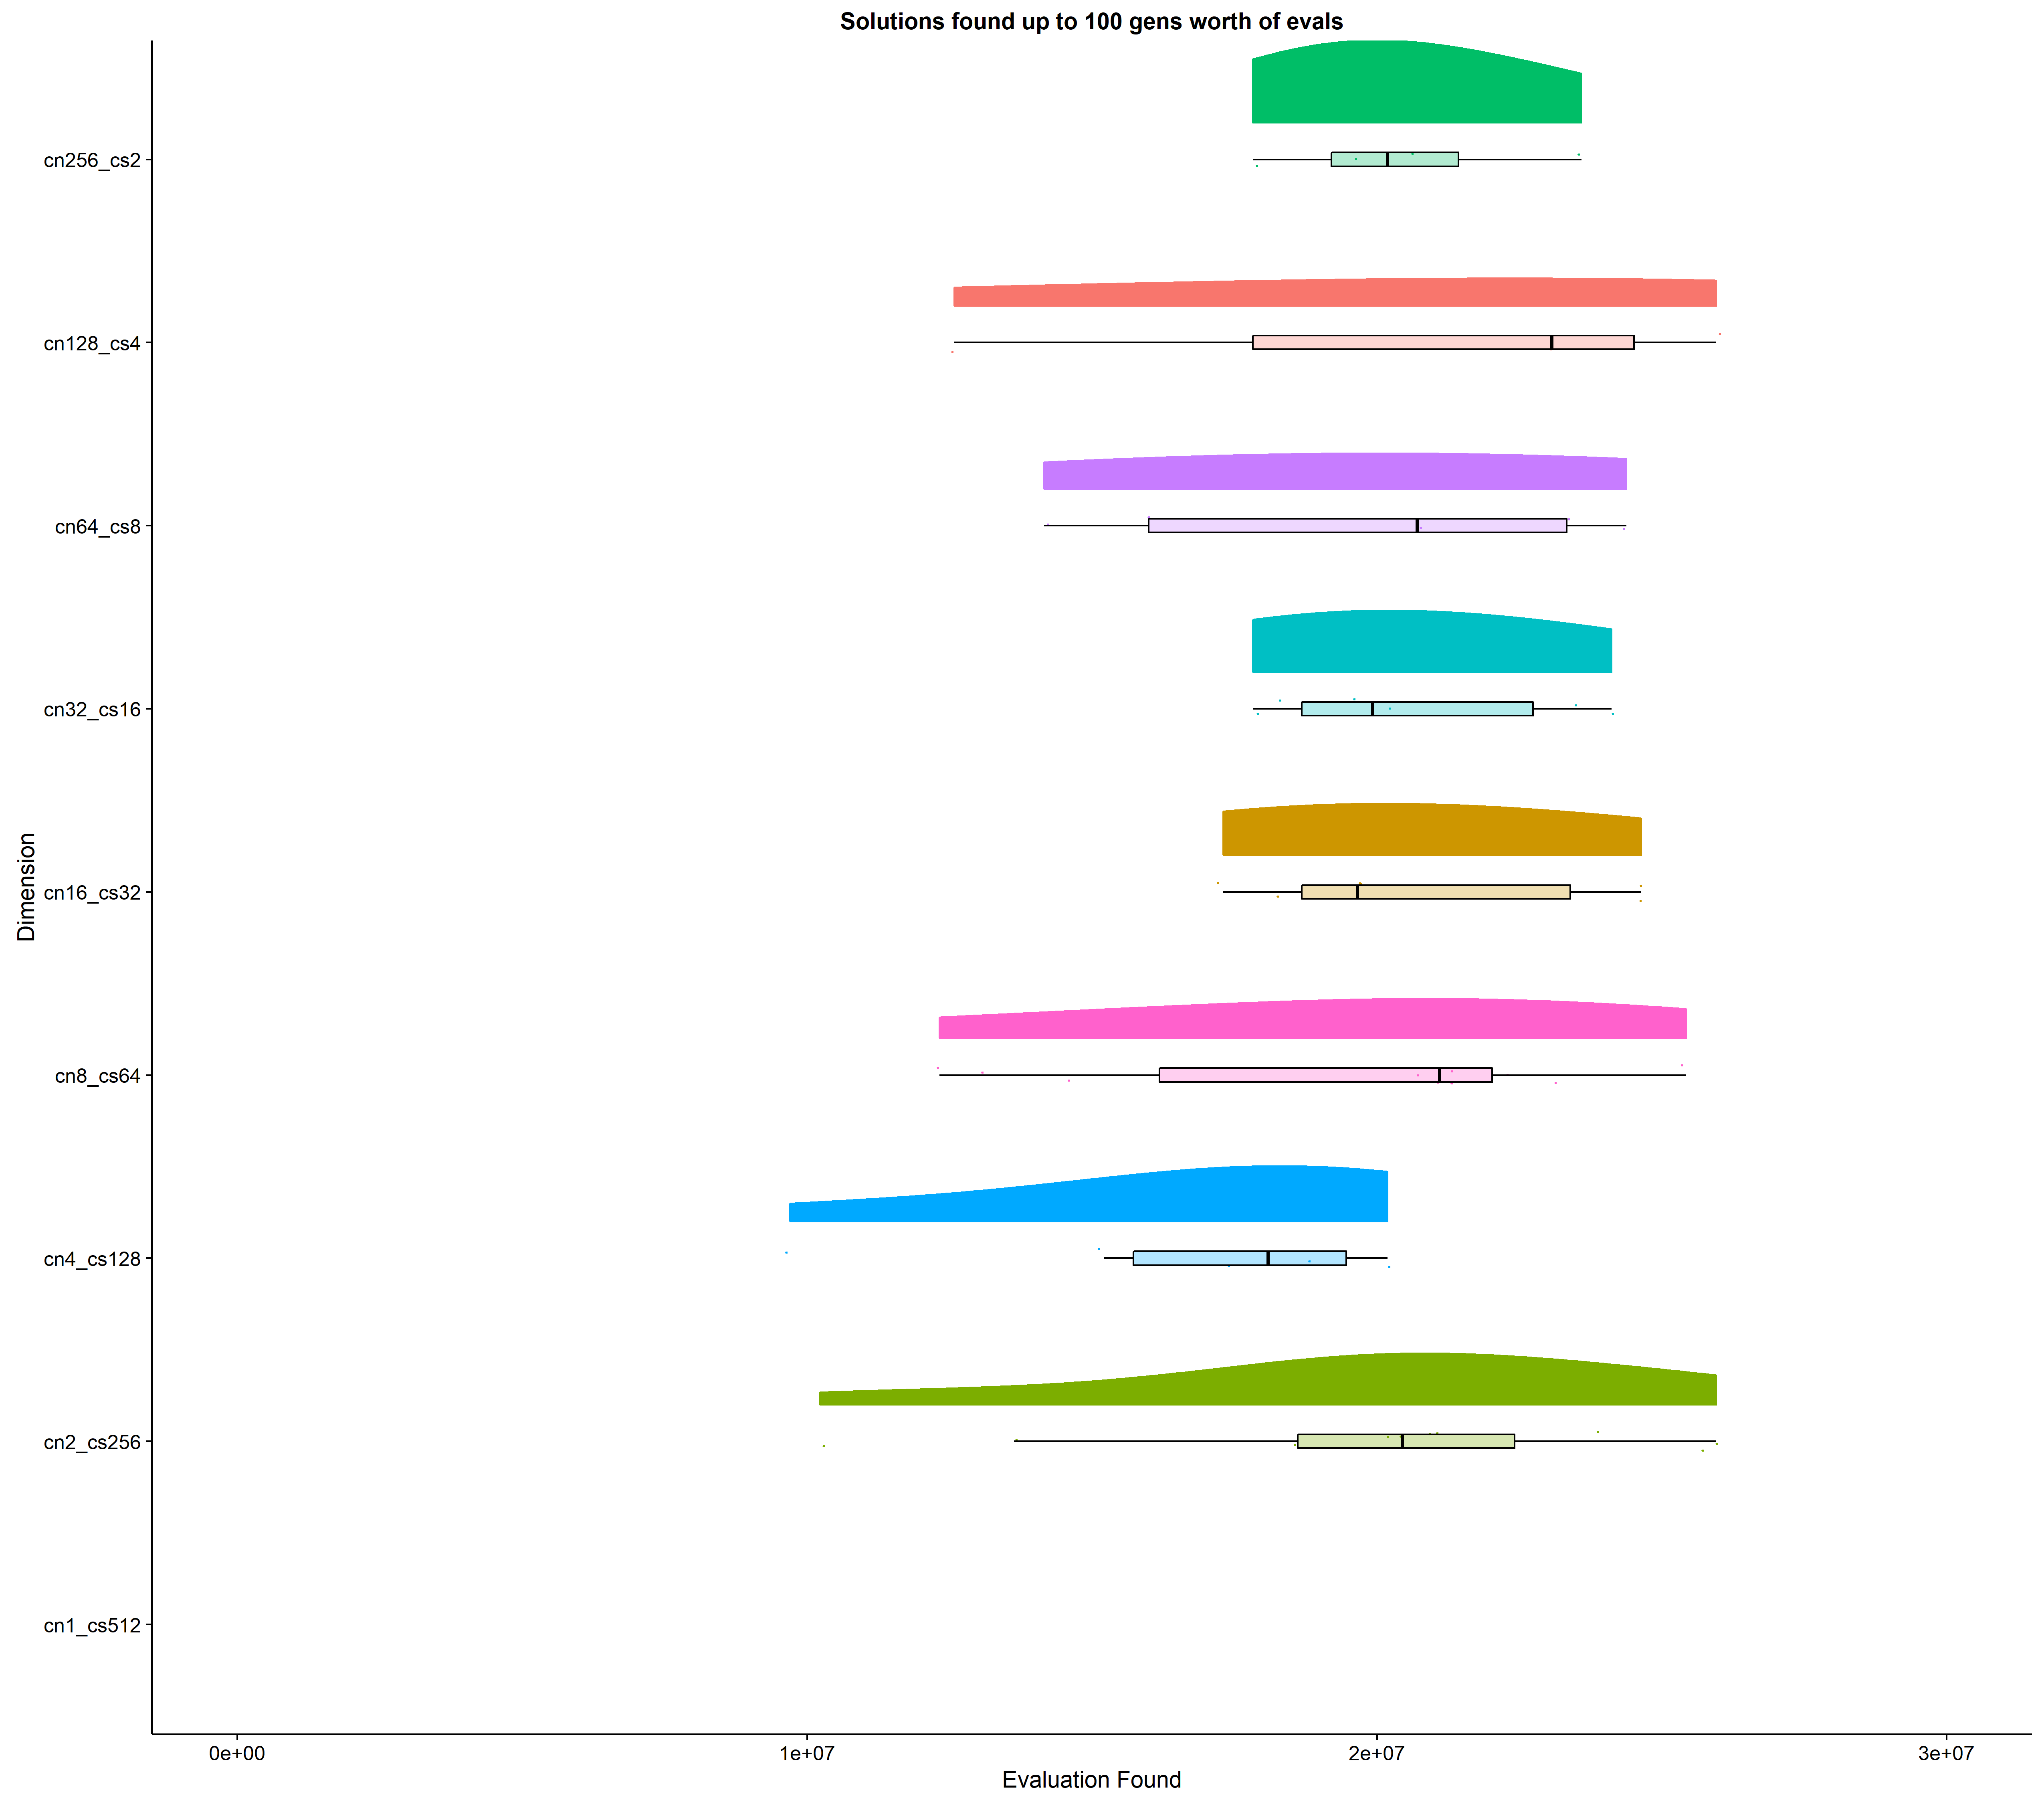 Solutions found up to 100 gens worth of evals
cn256_cs2
cn128_cs4
cn64_cs8
cn32_cs16
cn16_cs32
cn8_cs64
cn4_cs128
cn2_cs256
cn1_cs512
Dimension
0e+00 1e+07 2e+07 3e+07
Evaluation Found